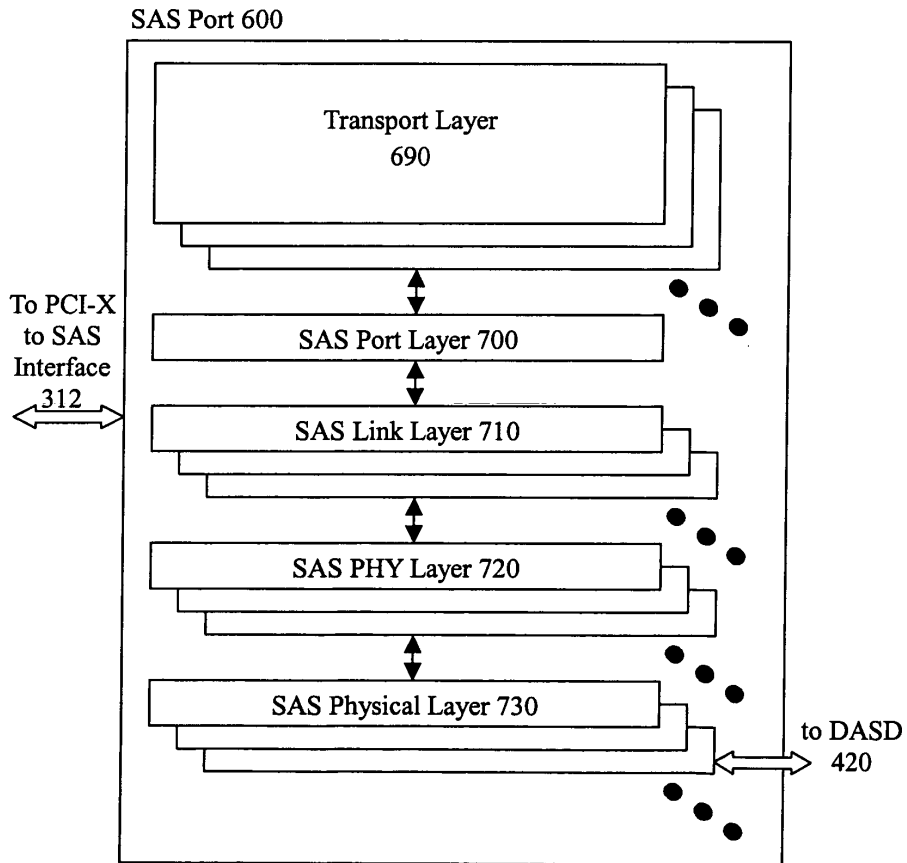 SAS Port 600
Transport Layer
690
To PCI-X
to SAS
Interface
312
SAS Port Layer 700
SAS Link Layer 710
SAS PHY Layer 720
SAS Physical Layer 730
to DASD
420